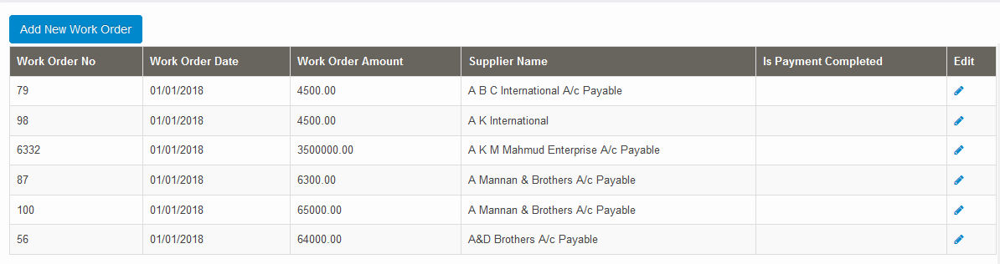 Add New Work Order
Work Order No Work Order Date Work Order Amount Supplier Name Is Payment Completed Edit
79 01/01/2018 4500.00 A B C International A/c Payable
98 01/01/2018 4500.00 A K International
6332 01/01/2018 3500000.00 A K M Mahmud Enterprise A/c Payable
87 01/01/2018 6300.00 A Mannan & Brothers A/c Payable
100 01/01/2018 65000.00 A Mannan & Brothers A/c Payable
56 01/01/2018 64000.00 A&D Brothers A/c Payable